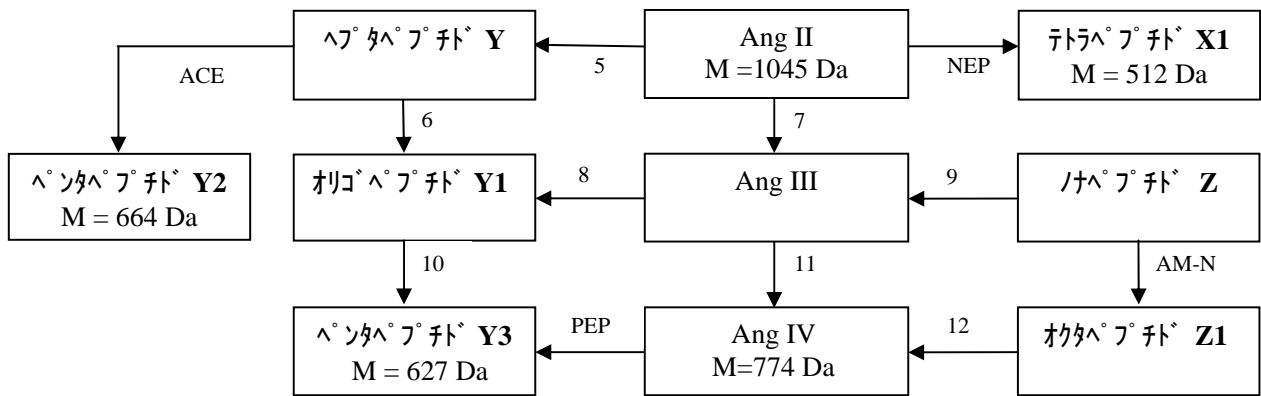 ﾍﾌﾟﾀﾍﾟﾌﾟﾁﾄﾞ Y
5
Ang II
M =1045 Da
NEP
ﾃﾄﾗﾍﾟﾌﾟﾁﾄﾞ X1
M = 512 Da
ACE
6
7
ﾍﾟﾝﾀﾍﾟﾌﾟﾁﾄﾞ Y2
M = 664 Da
ｵﾘｺﾞﾍﾟﾌﾟﾁﾄﾞ Y1
8
Ang III
9
ﾉﾅﾍﾟﾌﾟﾁﾄﾞ Z
10
11
AM-N
ﾍﾟﾝﾀﾍﾟﾌﾟﾁﾄﾞ Y3
M = 627 Da
PEP
Ang IV
M=774 Da
12
ｵｸﾀﾍﾟﾌﾟﾁﾄﾞ Z1